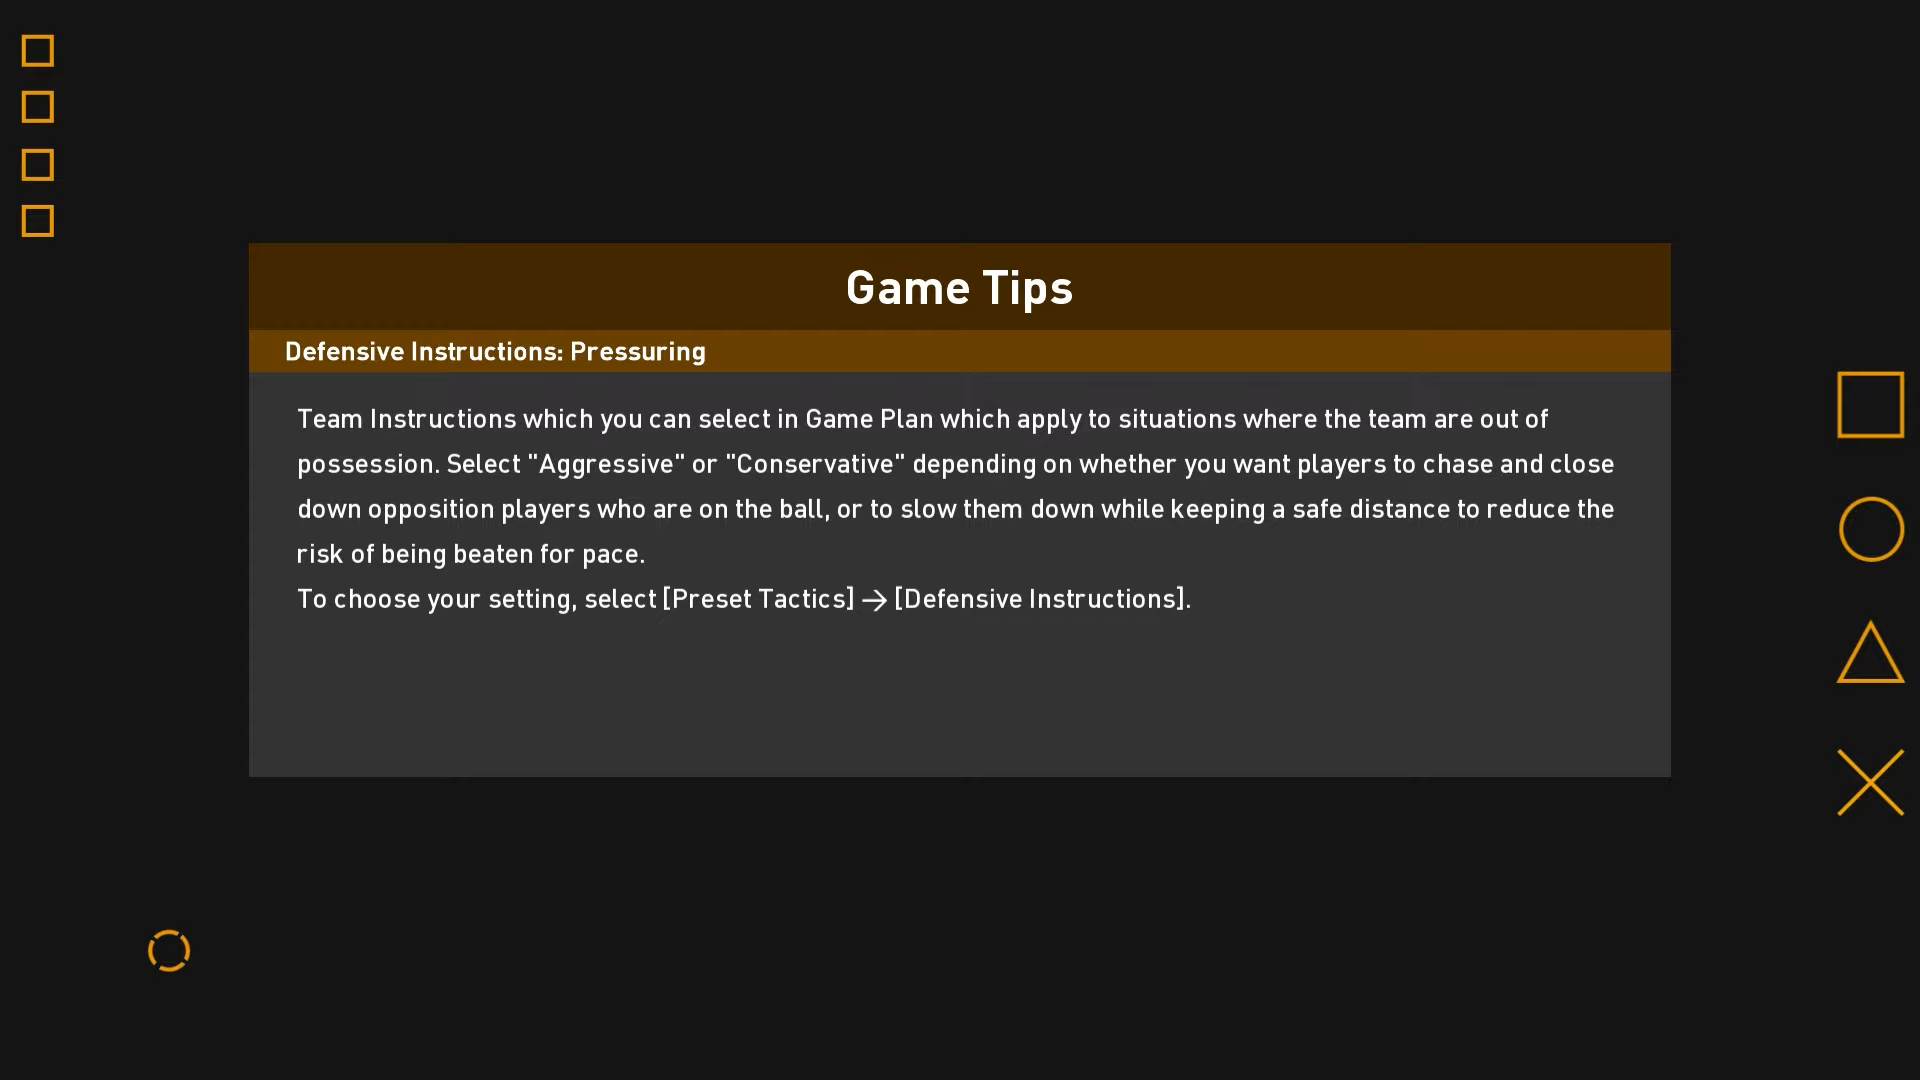 Game Tips
Defensive Instructions: Pressuring
Team Instructions which you can select in Game Plan which apply to situations where the team are out of
possession. Select "Aggressive" or "Conservative" depending on whether you want players to chase and close
down opposition players who are on the ball, or to slow them down while keeping a safe distance to reduce the
risk of being beaten for pace.
To choose your setting, select [Preset Tactics] → [Defensive Instructions].